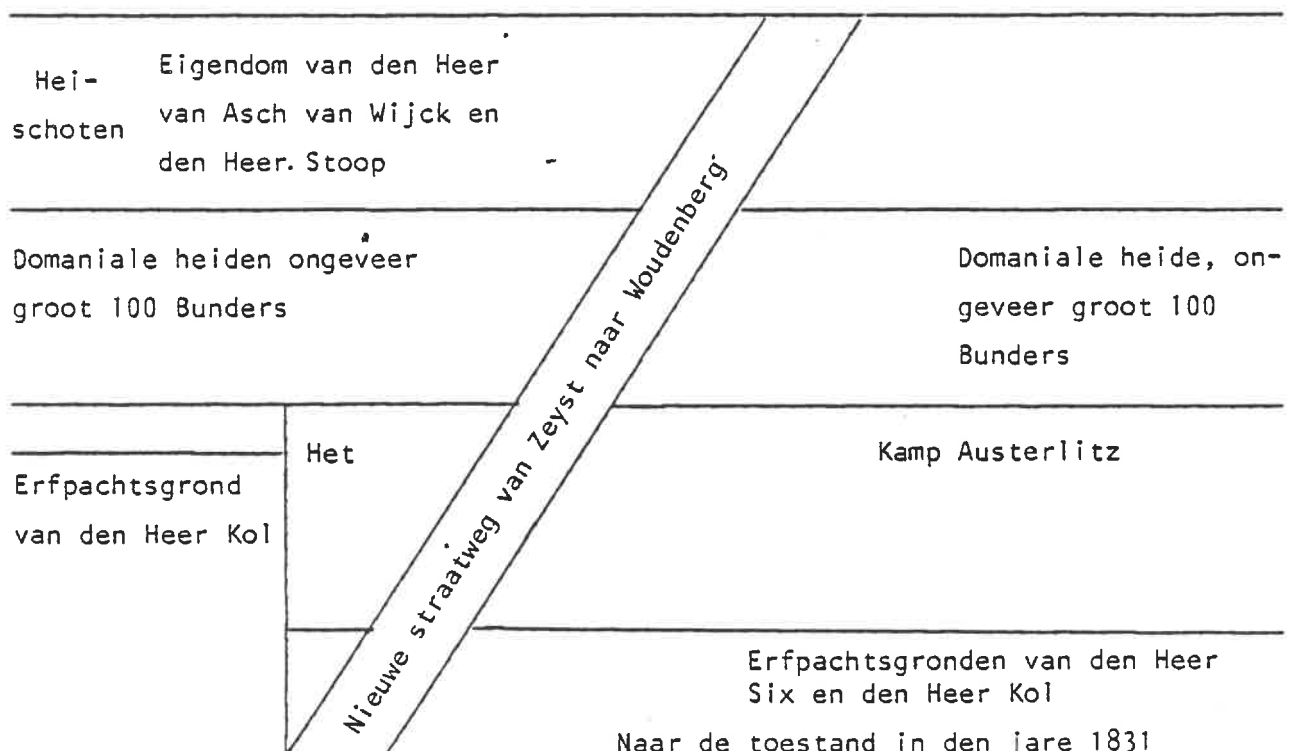 Hei-
schoten
Eigendom van den Heer
van Asch van Wijck en
den Heer. Stoop
Domaniale heiden ongeveer
groot 100 Bunders
Domaniale heide, on-
geveer groot 100
Bunders
Nieuwe straatweg van Zeyst naar Woudenberg
Het
Kamp Austerlitz
Erfpachtsgrond
van den Heer Kol
Erfpachtsgronden van den Heer
Six en den Heer Kol
Naar de toestand in den jare 1831